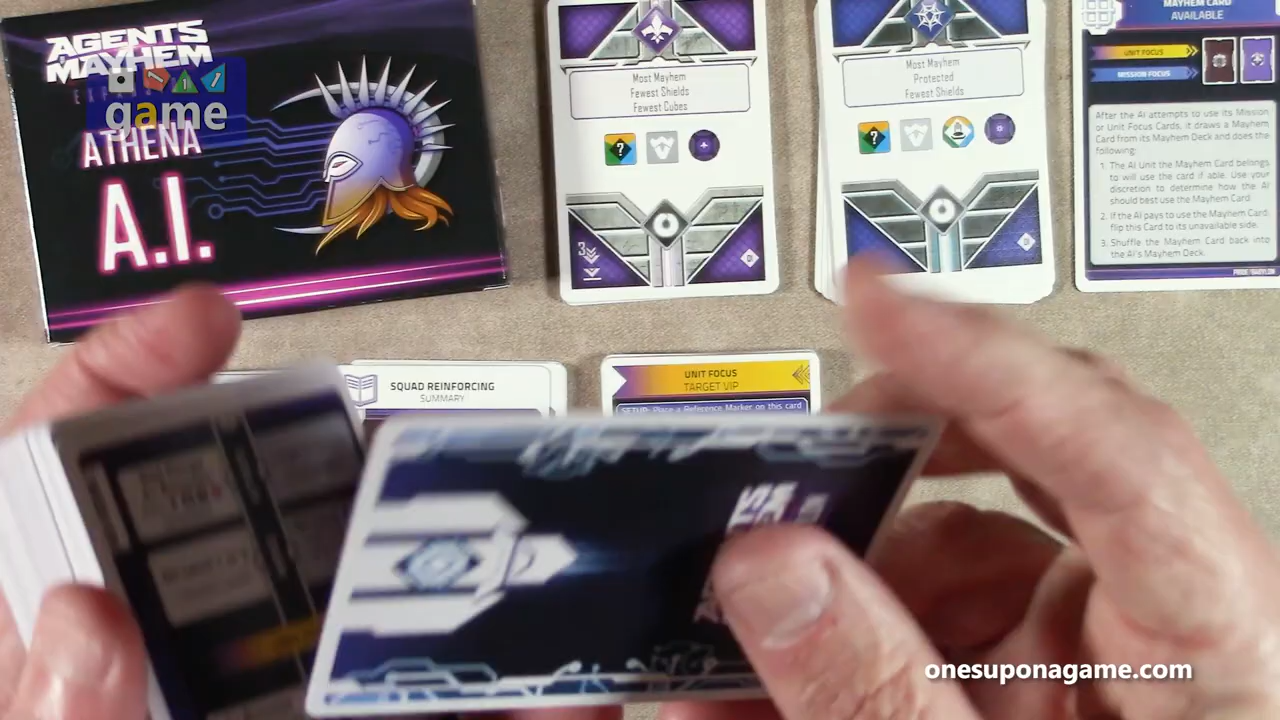 AGENTS
MAYHEM
game
ATHENA
A.I.
Most Mayhem
Fewest Shields
Fewest Cubes
?
3
Most Mayhem
Protected
Fewest Shields
?
MAYHEM CARD
AVAILABLE
UNIT FOCUS
MISSION FOCUS
After the AI attempts to use its Mission
or Unit Focus Cards, it draws a Mayhem
Card from its Mayhem Deck and does the
following:
1. The AI Unit the Mayhem Card belongs
to will use the card if able. Use your
discretion to determine how the AI
should best use the Mayhem Card
2. If the AI pays to use the Mayhem Card,
flip this Card to its unavailable side.
3. Shuffle the Mayhem Card back into
the AI's Mayhem Deck.
PRIDE: BABYLON
SQUAD REINFORCING
SUMMARY
UNIT FOCUS
TARGET VIP
SETUP: Place a Reference Marker on this card
onesuponagame.com